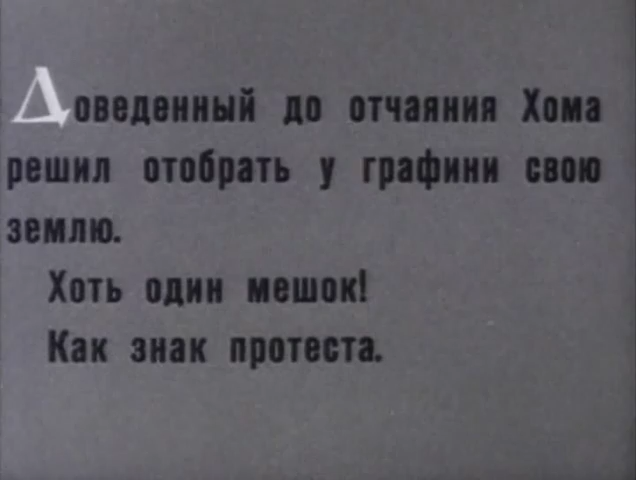 Доведенный до отчаяния Хома
решил отобрать у графини свою
землю.
Хоть один мешок!
Как знак протеста.